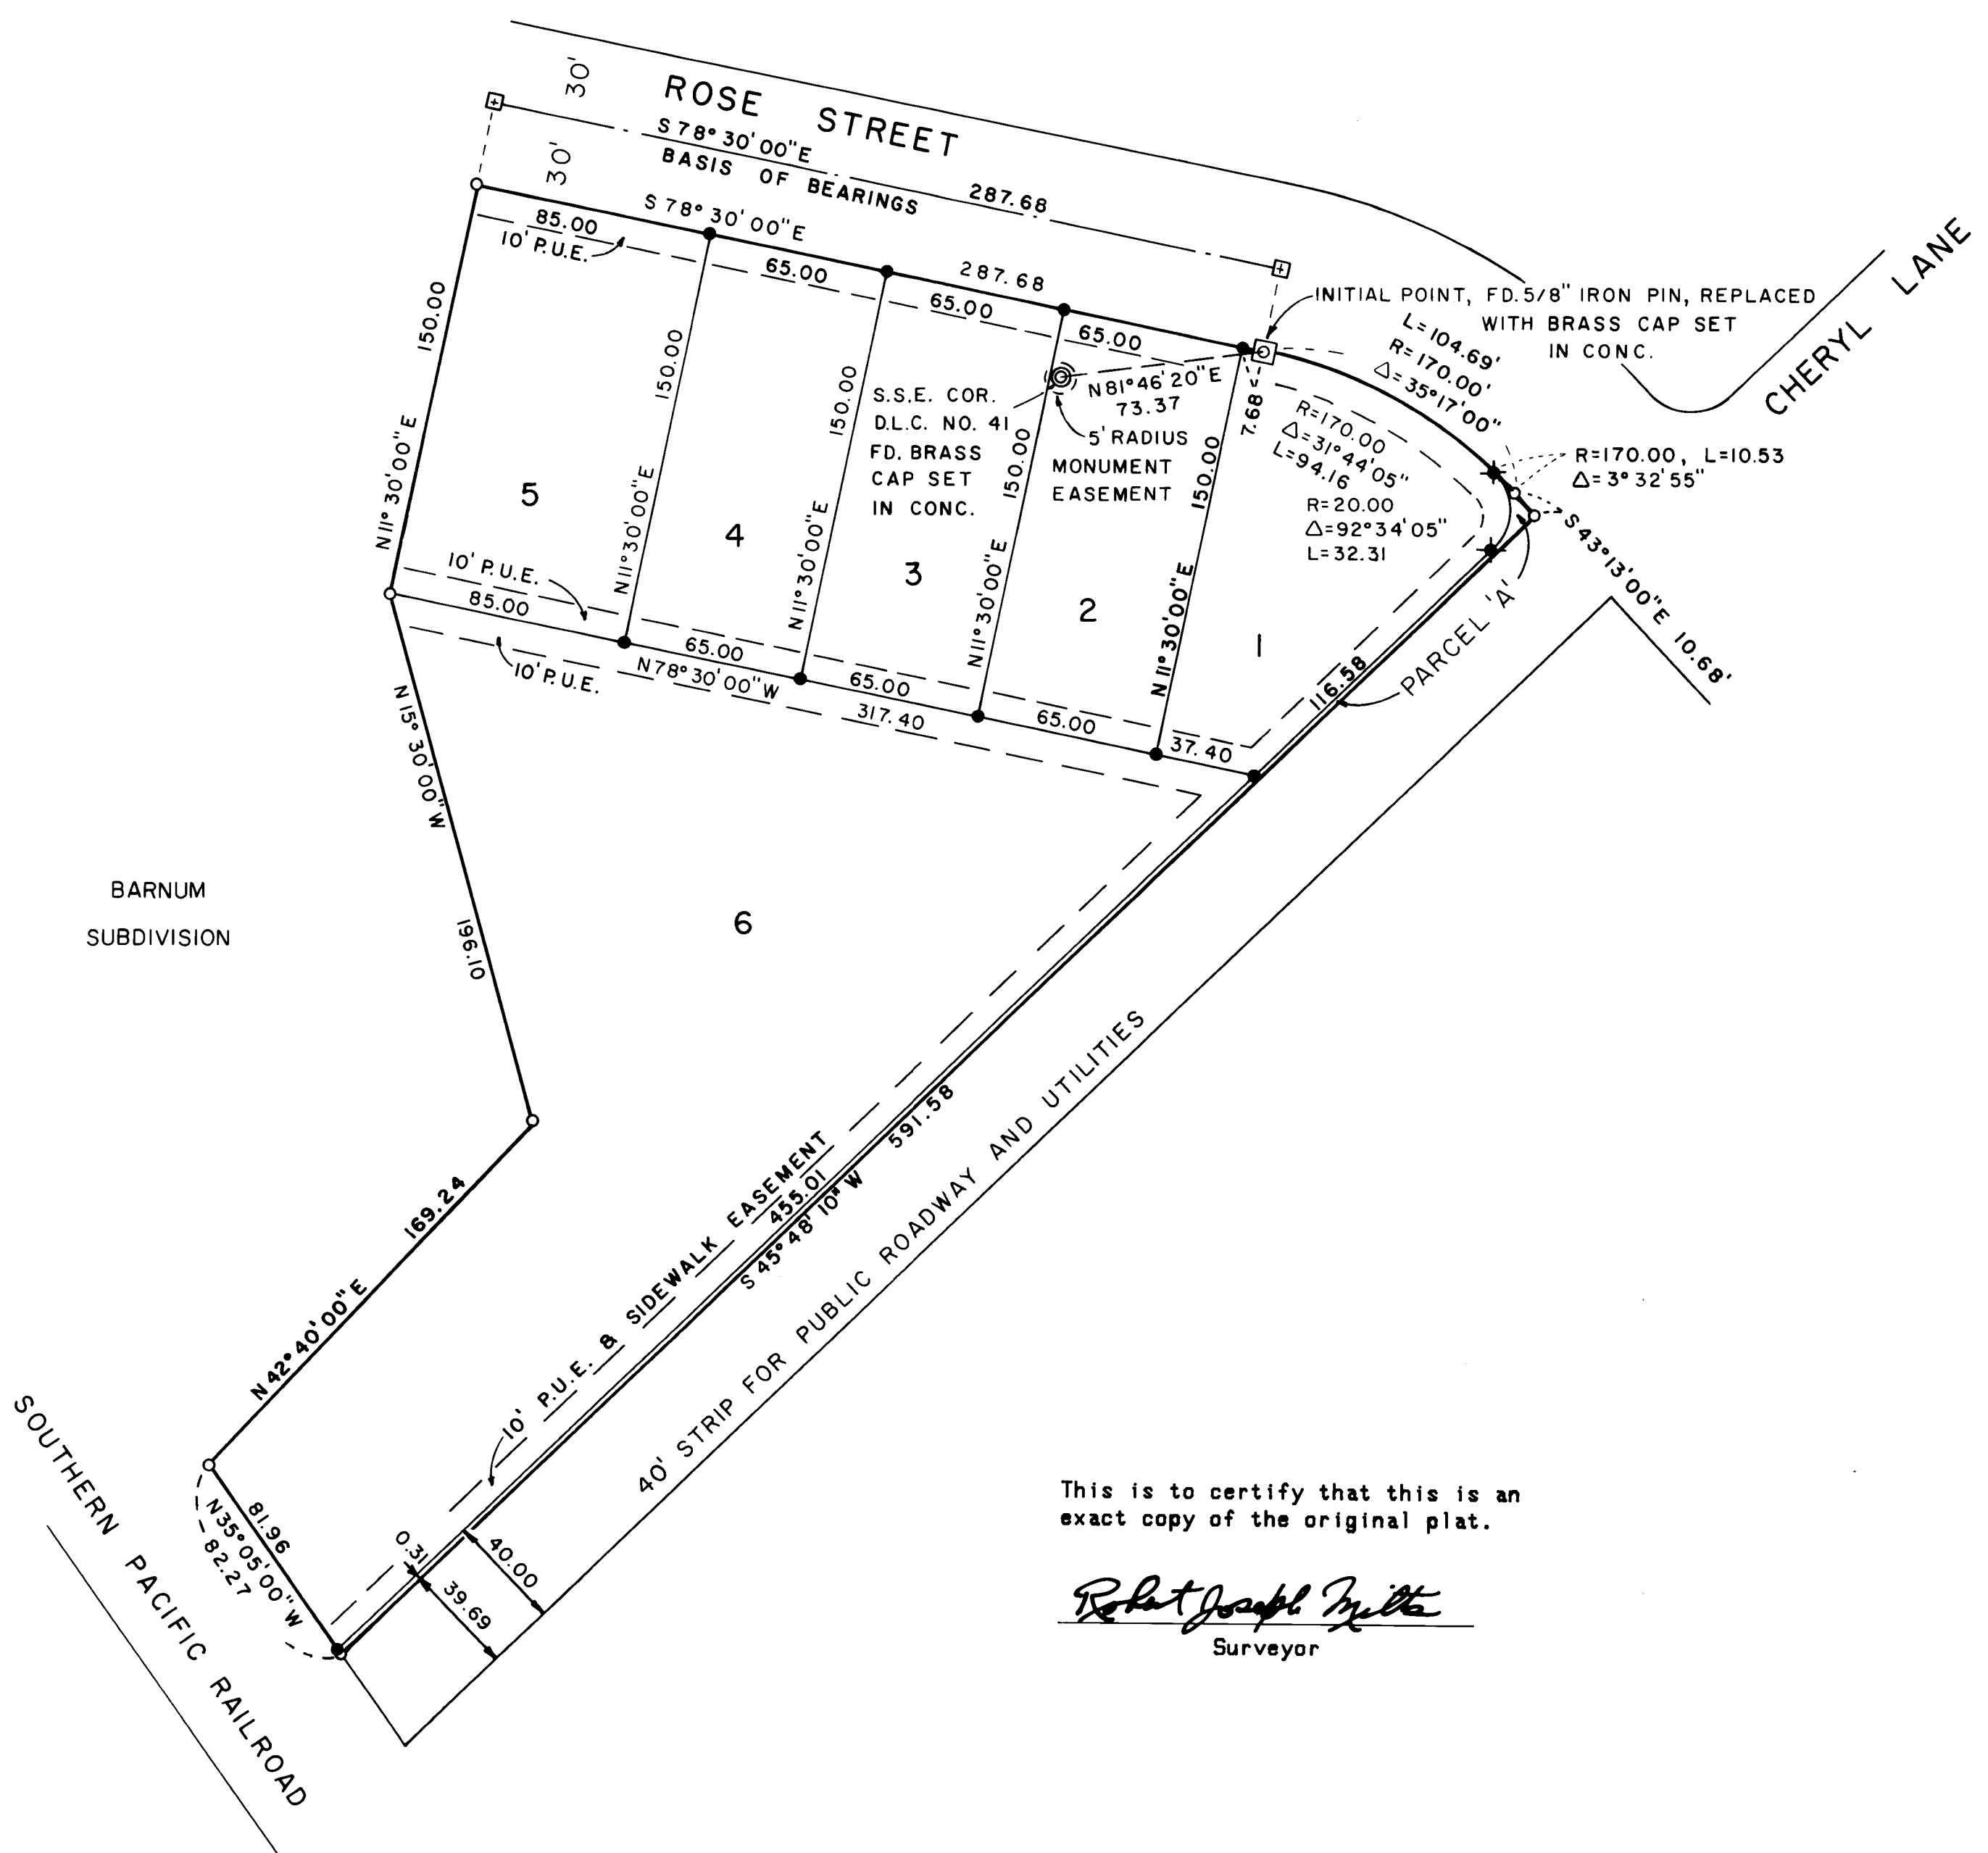 30'
ROSE STREET
S 78° 30' 00" E
BASIS OF BEARINGS
287.68
30'
S 78° 30' 00" E
287.68
85.00
10' P.U.E.
65.00
65.00
65.00
INITIAL POINT, FD. 5/8" IRON PIN, REPLACED
WITH BRASS CAP SET
IN CONC.
CHERYL LANE
L=104.69'
R=170.00'
Δ=35°17'00"
150.00
N 11° 30' 00" E
150.00
N 11° 30' 00" E
150.00
N 11° 30' 00" E
150.00
N 11° 30' 00" E
150.00
N 11° 30' 00" E
S.S.E. COR.
D.L.C. NO. 41
FD. BRASS
CAP SET
IN CONC.
N 81° 46' 20" E
73.37
5' RADIUS
MONUMENT
EASEMENT
7.68
R=170.00
Δ=31°44'05"
L=94.16
R=20.00
Δ=92°34'05"
L=32.31
R=170.00, L=10.53
Δ=3° 32' 55"
S 43° 13' 00" E 10.68'
PARCEL 'A'
116.58
5
4
3
2
1
10' P.U.E.
85.00
65.00
65.00
65.00
37.40
10' P.U.E.
N 78° 30' 00" W
317.40
N 15° 30' 00" W
196.10
BARNUM
SUBDIVISION
6
591.58
10' P.U.E. & SIDEWALK EASEMENT
455.01
S 45° 48' 10" W
40' STRIP FOR PUBLIC ROADWAY AND UTILITIES
169.24
N 42° 40' 00" E
81.96
N 35° 05' 00" W
82.27
0.31
40.00
39.69
SOUTHERN PACIFIC RAILROAD
This is to certify that this is an
exact copy of the original plat.
Robert Joseph
Surveyor